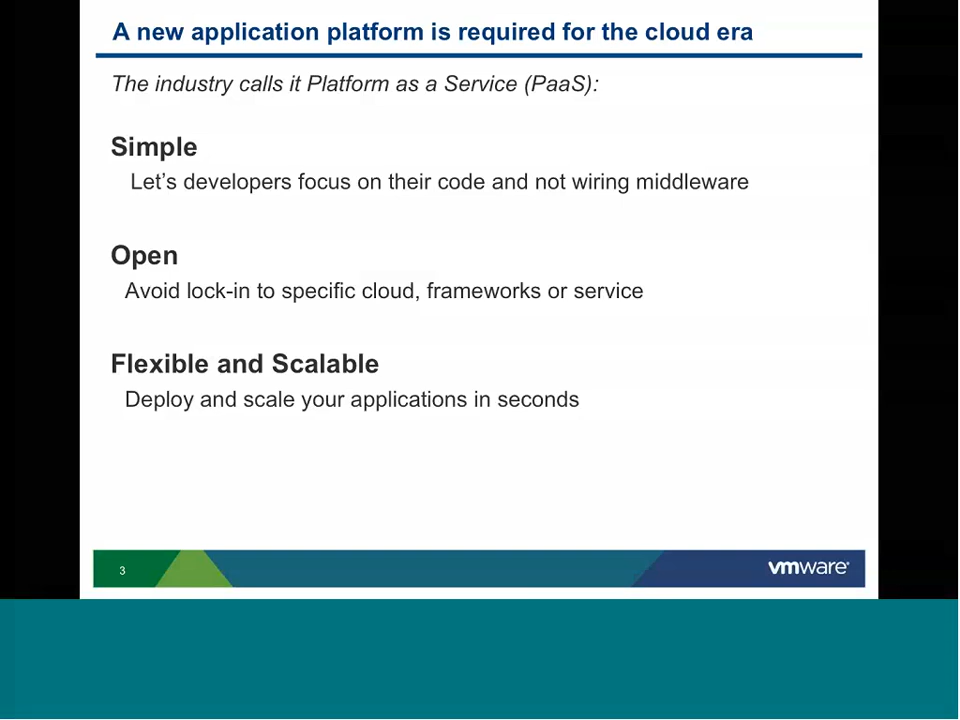 A new application platform is required for the cloud era
The industry calls it Platform as a Service (PaaS):
Simple
Let's developers focus on their code and not wiring middleware
Open
Avoid lock-in to specific cloud, frameworks or service
Flexible and Scalable
Deploy and scale your applications in seconds
3
vmware®